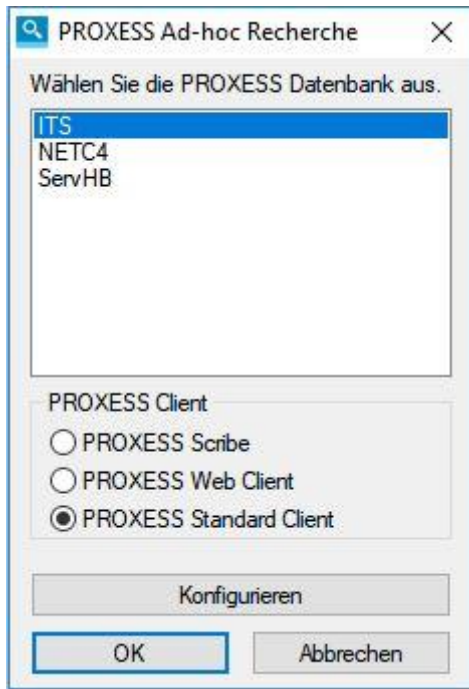 PROXESS Ad-hoc Recherche
Wählen Sie die PROXESS Datenbank aus.
ITS
NETC4
ServHB
PROXESS Client
PROXESS Scribe
PROXESS Web Client
PROXESS Standard Client
Konfigurieren
OK Abbrechen